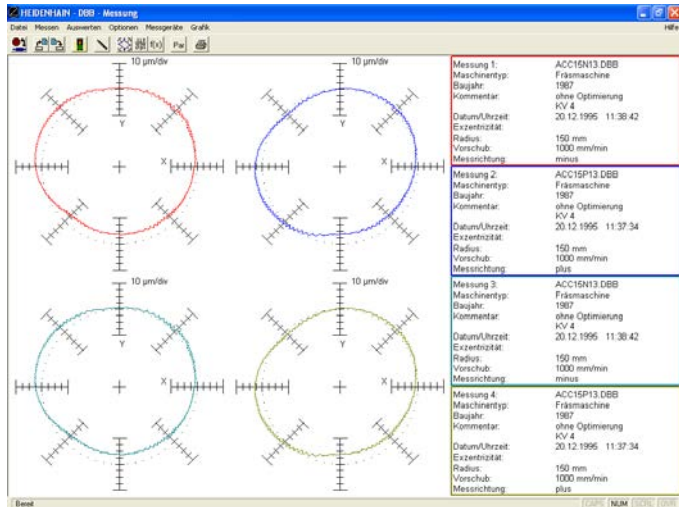 HEIDENHAIN - DBB - Messung
Datei Messen Auswerten Optionen Messgeräte Grafik Hilfe
f(x) Par
10 µm/div
Y
X
10 µm/div
Y
X
10 µm/div
Y
X
10 µm/div
Y
X
Messung 1: ACC15N13.DBB
Maschinentyp: Fräsmaschine
Baujahr: 1987
Kommentar: ohne Optimierung
KV 4
Datum/Uhrzeit: 20.12.1995 11:38:42
Exzentrizität:
Radius: 150 mm
Vorschub: 1000 mm/min
Messrichtung: minus
Messung 2: ACC15P13.DBB
Maschinentyp: Fräsmaschine
Baujahr: 1987
Kommentar: ohne Optimierung
KV 4
Datum/Uhrzeit: 20.12.1995 11:37:34
Exzentrizität:
Radius: 150 mm
Vorschub: 1000 mm/min
Messrichtung: plus
Messung 3: ACC15N13.DBB
Maschinentyp: Fräsmaschine
Baujahr: 1987
Kommentar: ohne Optimierung
KV 4
Datum/Uhrzeit: 20.12.1995 11:38:42
Exzentrizität:
Radius: 150 mm
Vorschub: 1000 mm/min
Messrichtung: minus
Messung 4: ACC15P13.DBB
Maschinentyp: Fräsmaschine
Baujahr: 1987
Kommentar: ohne Optimierung
KV 4
Datum/Uhrzeit: 20.12.1995 11:37:34
Exzentrizität:
Radius: 150 mm
Vorschub: 1000 mm/min
Messrichtung: plus
Bereit CAPS NUM SCRL OVR